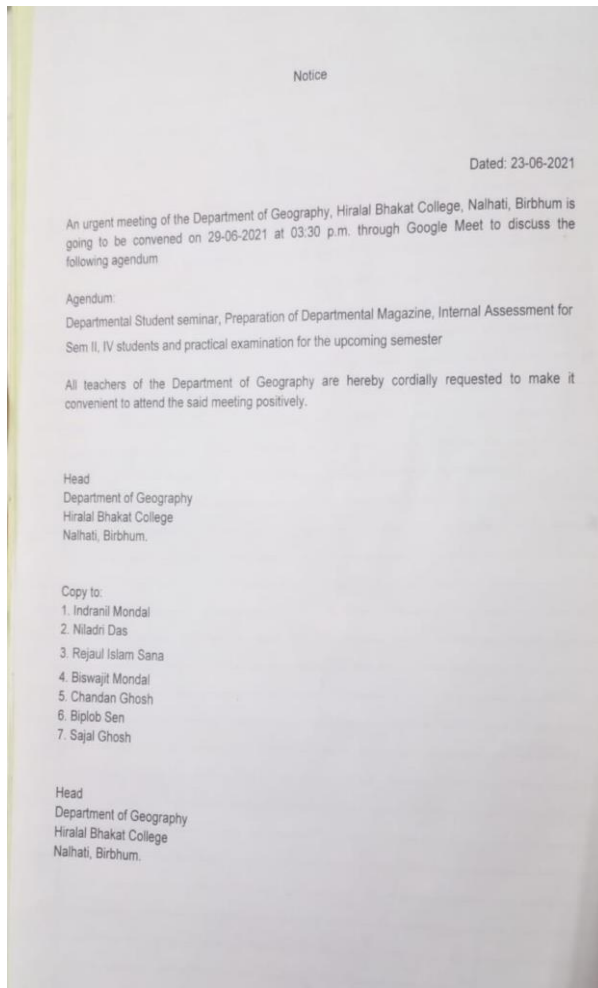 Notice
Dated: 23-06-2021
An urgent meeting of the Department of Geography, Hiralal Bhakat College, Nalhati, Birbhum is
going to be convened on 29-06-2021 at 03:30 p.m. through Google Meet to discuss the
following agendum
Agendum:
Departmental Student seminar, Preparation of Departmental Magazine, Internal Assessment for
Sem II, IV students and practical examination for the upcoming semester
All teachers of the Department of Geography are hereby cordially requested to make it
convenient to attend the said meeting positively.
Head
Department of Geography
Hiralal Bhakat College
Nalhati, Birbhum.
Copy to:
1. Indranil Mondal
2. Niladri Das
3. Rejaul Islam Sana
4. Biswajit Mondal
5. Chandan Ghosh
6. Biplob Sen
7. Sajal Ghosh
Head
Department of Geography
Hiralal Bhakat College
Nalhati, Birbhum.